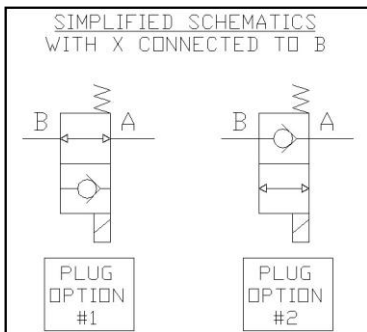 SIMPLIFIED SCHEMATICS
WITH X CONNECTED TO B
B A
B A
PLUG
OPTION
#1
PLUG
OPTION
#2